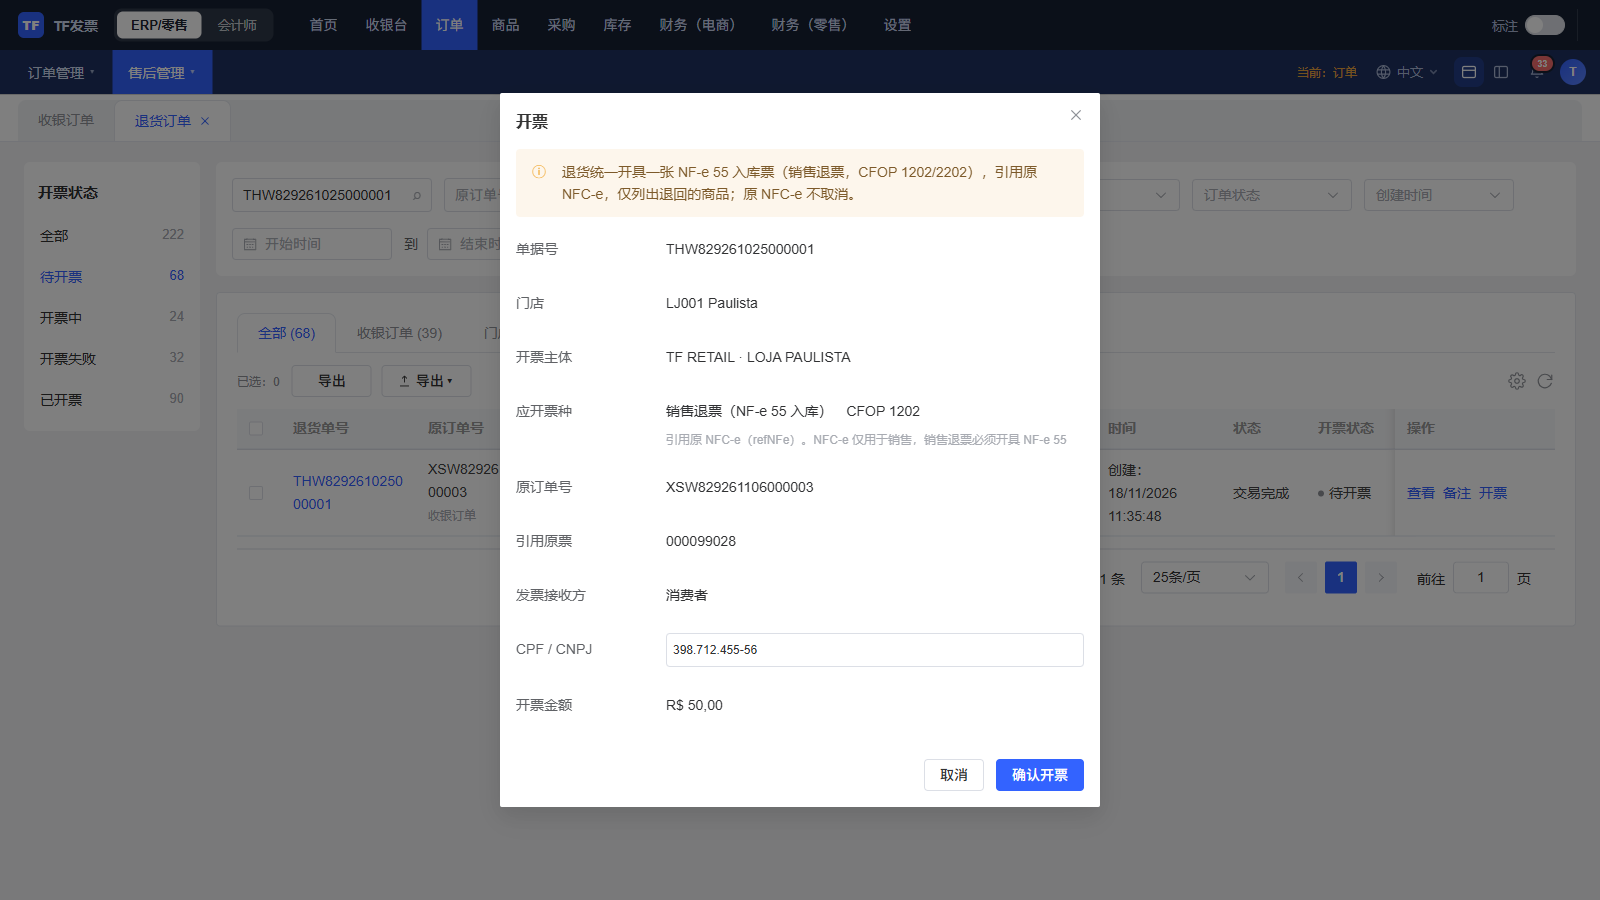 TF TF发票 ERP/零售 会计师 首页 收银台 订单 商品 采购 库存 财务（电商） 财务（零售） 设置 标注
订单管理 售后管理 当前：订单 中文 33 T
收银订单 退货订单
开票状态
全部 222
待开票 68
开票中 24
开票失败 32
已开票 90
THW829261025000001 原订单 订单状态 创建时间
开始时间 到 结束时
全部 (68) 收银订单 (39) 门
已选：0 导出 导出
退货单号 原订单号 时间 状态 开票状态 操作
THW8292610250
00001
XSW82926
00003
收银订单
创建：
18/11/2026
11:35:48
交易完成 待开票 查看 备注 开票
1 条 25条/页 1 前往 1 页
开票
退货统一开具一张 NF-e 55 入库票（销售退票，CFOP 1202/2202），引用原
NFC-e，仅列出退回的商品；原 NFC-e 不取消。
单据号 THW829261025000001
门店 LJ001 Paulista
开票主体 TF RETAIL · LOJA PAULISTA
应开票种 销售退票（NF-e 55 入库） CFOP 1202
引用原 NFC-e（refNFe）。NFC-e 仅用于销售，销售退票必须开具 NF-e 55
原订单号 XSW829261106000003
引用原票 000099028
发票接收方 消费者
CPF / CNPJ 398.712.455-56
开票金额 R$ 50,00
取消 确认开票